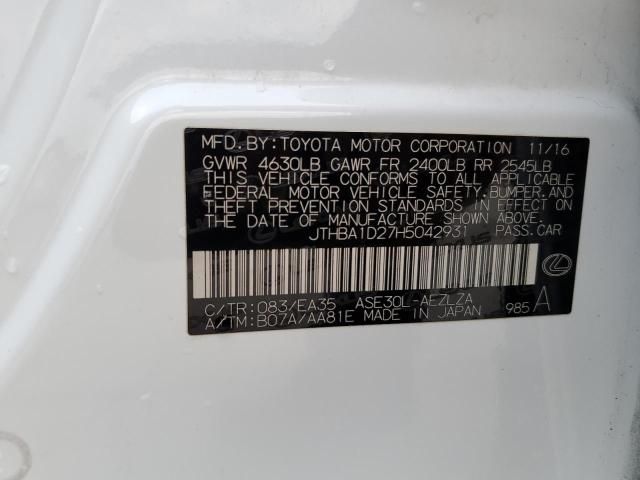 MFD. BY: TOYOTA MOTOR CORPORATION 11/16
GVWR 4630LB GAWR FR 2400LB RR 2545LB
THIS VEHICLE CONFORMS TO ALL APPLICABLE
FEDERAL MOTOR VEHICLE SAFETY, BUMPER, AND
THEFT PREVENTION STANDARDS IN EFFECT ON
THE DATE OF MANUFACTURE SHOWN ABOVE.
JTHBA1D27H5042931 PASS.CAR
C/TR: 083/EA35 ASE30L-AEZLZA
A/TM: B07A/AA81E MADE IN JAPAN 985 A